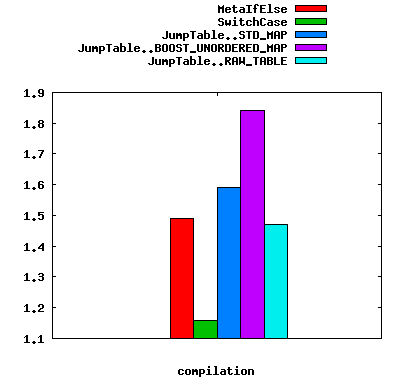 MetaIfElse
SwitchCase
JumpTable..STD_MAP
JumpTable..BOOST_UNORDERED_MAP
JumpTable..RAW_TABLE
1.9
1.8
1.7
1.6
1.5
1.4
1.3
1.2
1.1
compilation